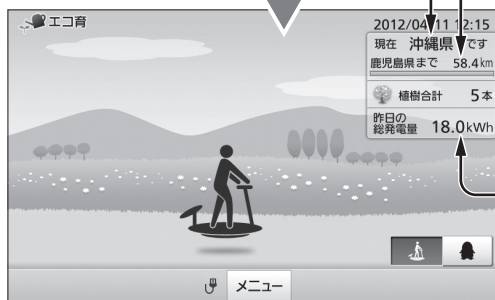 エコ育
2012/04/11 12:15
現在 沖縄県 です
鹿児島県まで 58.4km
植樹合計 5本
昨日の
総発電量 18.0kWh
メニュー